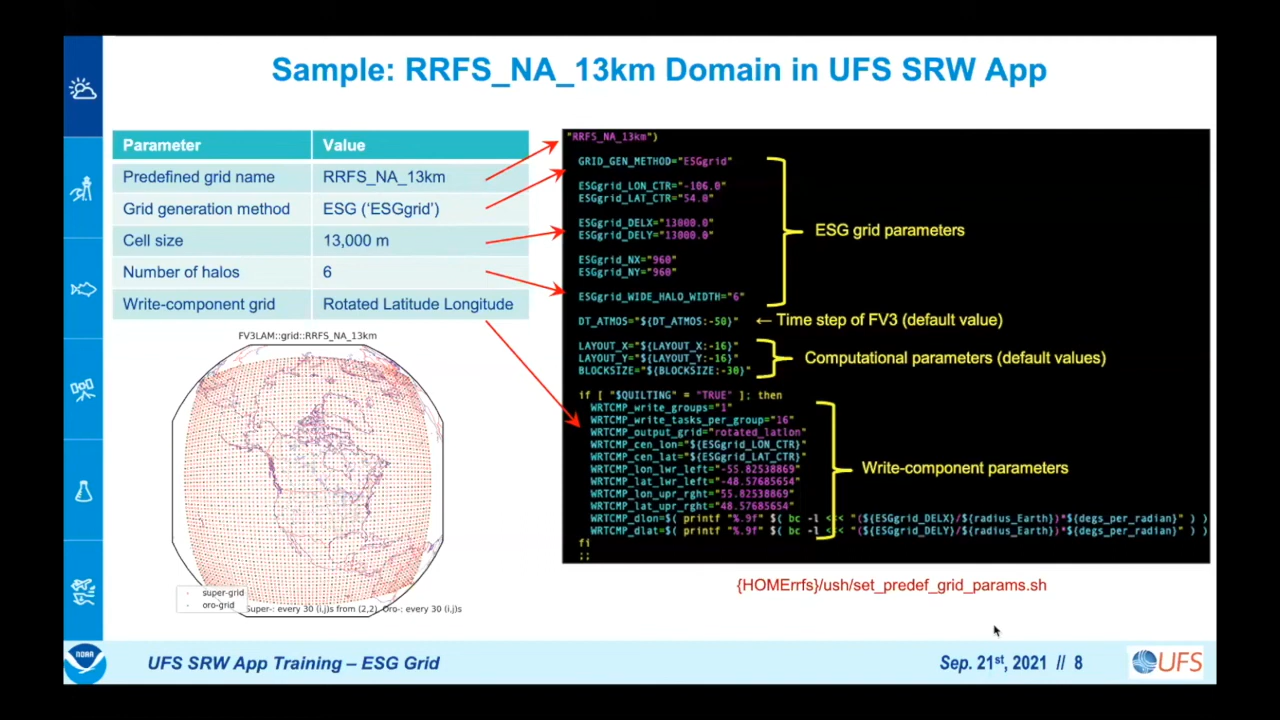 Sample: RRFS_NA_13km Domain in UFS SRW App
Parameter Value
Predefined grid name RRFS_NA_13km
Grid generation method ESG ('ESGgrid')
Cell size 13,000 m
Number of halos 6
Write-component grid Rotated Latitude Longitude
FV3LAM::grid::RRFS_NA_13km
super-grid
oro-grid
Super-: every 30 (i,j)s from (2,2), Oro-: every 30 (i,j)s
"RRFS_NA_13km")
GRID_GEN_METHOD="ESGgrid"
ESGgrid_LON_CTR="-106.0"
ESGgrid_LAT_CTR="54.0"
ESGgrid_DELX="13000.0"
ESGgrid_DELY="13000.0"
ESGgrid_NX="960"
ESGgrid_NY="960"
ESGgrid_WIDE_HALO_WIDTH="6"
ESG grid parameters
DT_ATMOS="${DT_ATMOS:-50}" ← Time step of FV3 (default value)
LAYOUT_X="${LAYOUT_X:-16}"
LAYOUT_Y="${LAYOUT_Y:-16}"
BLOCKSIZE="${BLOCKSIZE:-30}"
Computational parameters (default values)
if [ "$QUILTING" = "TRUE" ]; then
WRTCMP_write_groups="1"
WRTCMP_write_tasks_per_group="16"
WRTCMP_output_grid="rotated_latlon"
WRTCMP_cen_lon="${ESGgrid_LON_CTR}"
WRTCMP_cen_lat="${ESGgrid_LAT_CTR}"
WRTCMP_lon_lwr_left="-55.82538869"
WRTCMP_lat_lwr_left="-48.57685654"
WRTCMP_lon_upr_rght="55.82538869"
WRTCMP_lat_upr_rght="48.57685654"
WRTCMP_dlon=$( printf "%.9f" $( bc -l <<< "(${ESGgrid_DELX}/${radius_Earth})*${degs_per_radian}" ) )
WRTCMP_dlat=$( printf "%.9f" $( bc -l <<< "(${ESGgrid_DELY}/${radius_Earth})*${degs_per_radian}" ) )
fi
;;
Write-component parameters
{HOMErrfs}/ush/set_predef_grid_params.sh
NOAA
UFS SRW App Training – ESG Grid
Sep. 21st, 2021 // 8
UFS